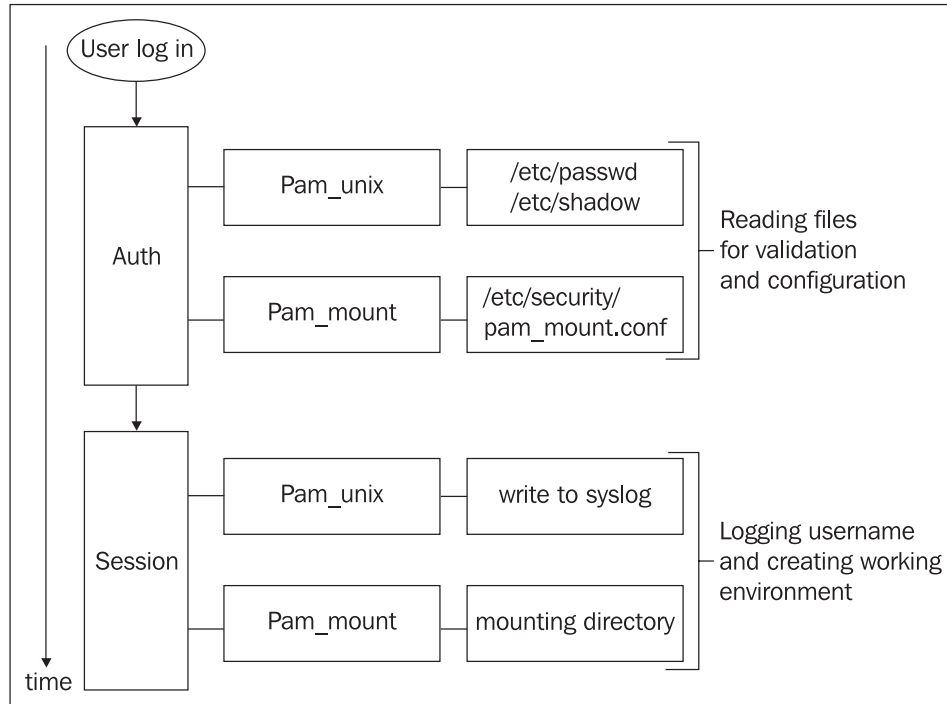 User log in
Auth
Pam_unix
/etc/passwd
/etc/shadow
Pam_mount
/etc/security/
pam_mount.conf
Reading files
for validation
and configuration
Session
Pam_unix
write to syslog
Pam_mount
mounting directory
Logging username
and creating working
environment
time